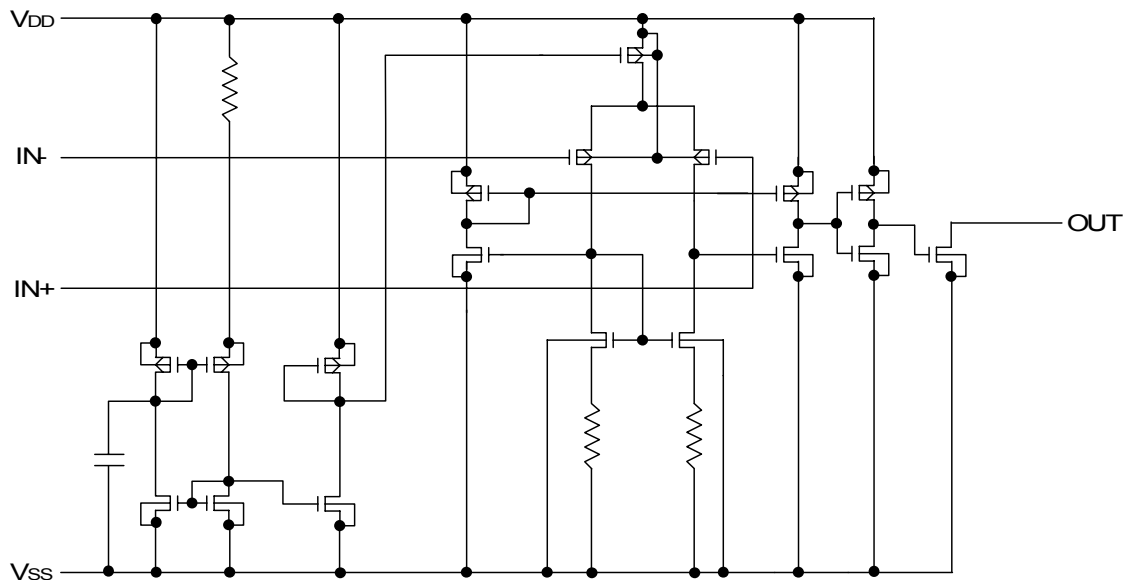 VDD
IN-
OUT
IN+
VSS